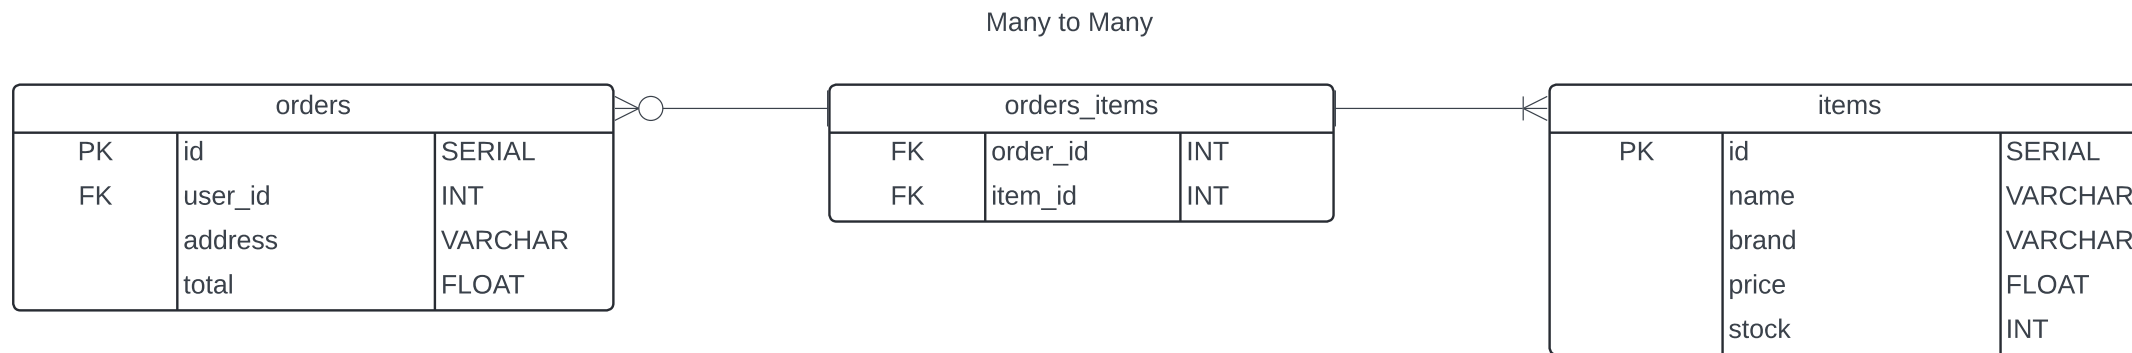 Many to Many
orders
PK id SERIAL
FK user_id INT
address VARCHAR
total FLOAT
orders_items
FK order_id INT
FK item_id INT
items
PK id SERIAL
name VARCHAR
brand VARCHAR
price FLOAT
stock INT